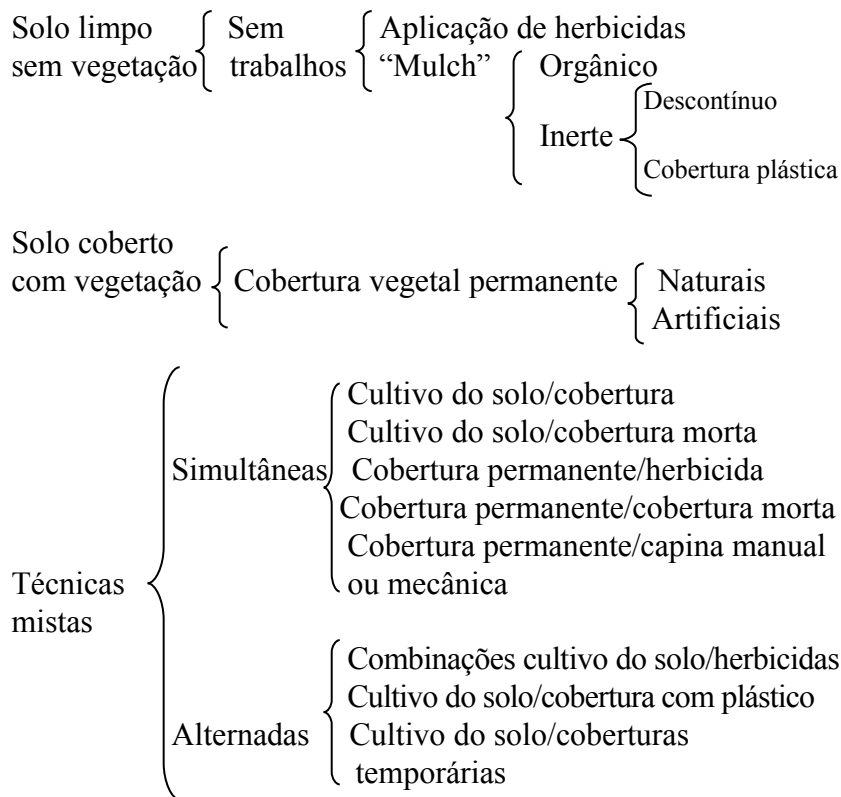 Solo limpo Sem Aplicação de herbicidas
sem vegetação trabalhos “Mulch” Orgânico
Descontínuo
Inerte
Cobertura plástica
Solo coberto
com vegetação Cobertura vegetal permanente Naturais
Artificiais
Cultivo do solo/cobertura
Cultivo do solo/cobertura morta
Simultâneas Cobertura permanente/herbicida
Cobertura permanente/cobertura morta
Cobertura permanente/capina manual
Técnicas ou mecânica
mistas
Combinações cultivo do solo/herbicidas
Cultivo do solo/cobertura com plástico
Alternadas Cultivo do solo/coberturas
temporárias